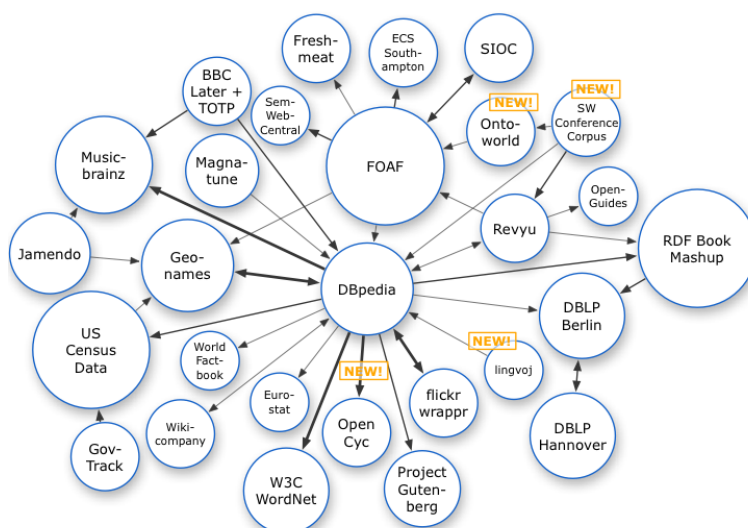 Fresh-
meat
ECS
South-
ampton
SIOC
BBC
Later +
TOTP
NEW!
NEW!
SW
Conference
Corpus
Sem-
Web-
Central
Onto-
world
Music-
brainz
Magna-
tune
FOAF
Open-
Guides
Revyu
RDF Book
Mashup
Jamendo
Geo-
names
DBpedia
DBLP
Berlin
US
Census
Data
World
Fact-
book
NEW!
lingvoj
NEW!
Euro-
stat
flickr
wrappr
Wiki-
company
Open
Cyc
DBLP
Hannover
Gov-
Track
W3C
WordNet
Project
Guten-
berg